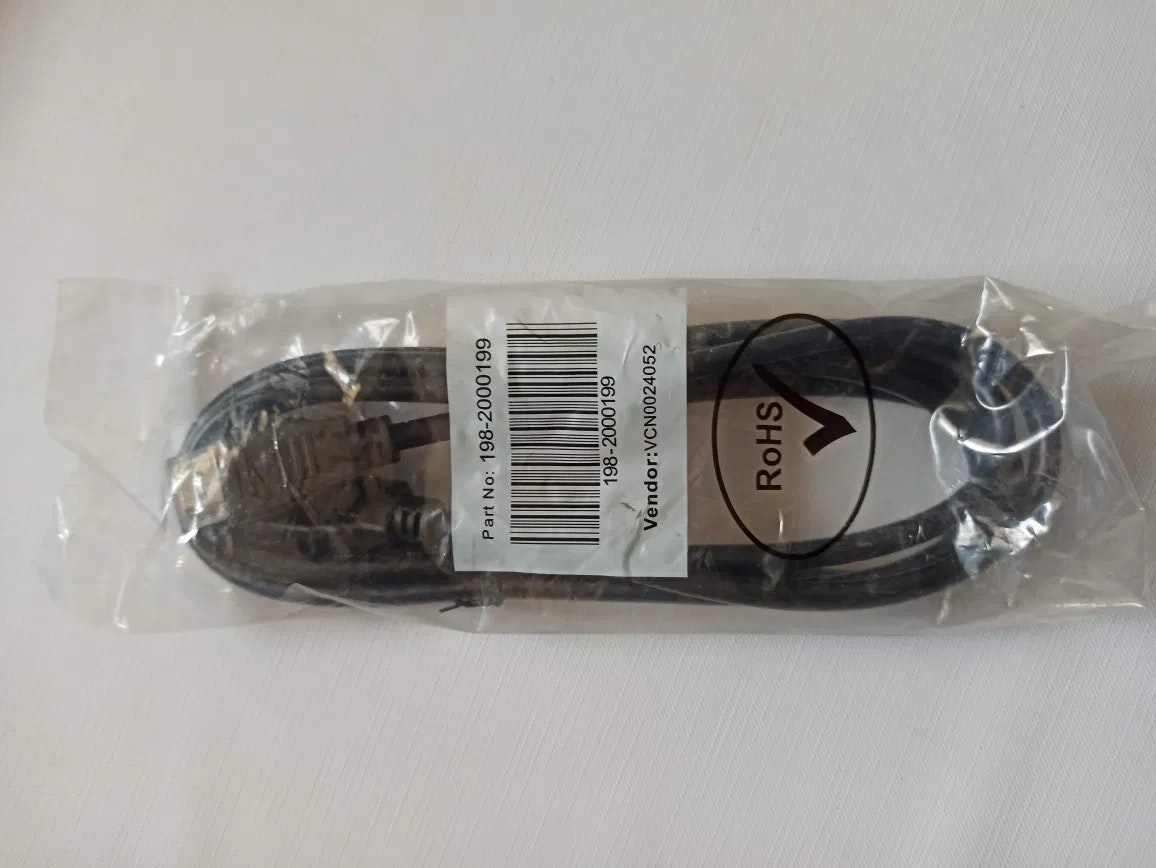 Part No: 198-2000199
198-2000199
Vendor:VCN0024052
RoHS